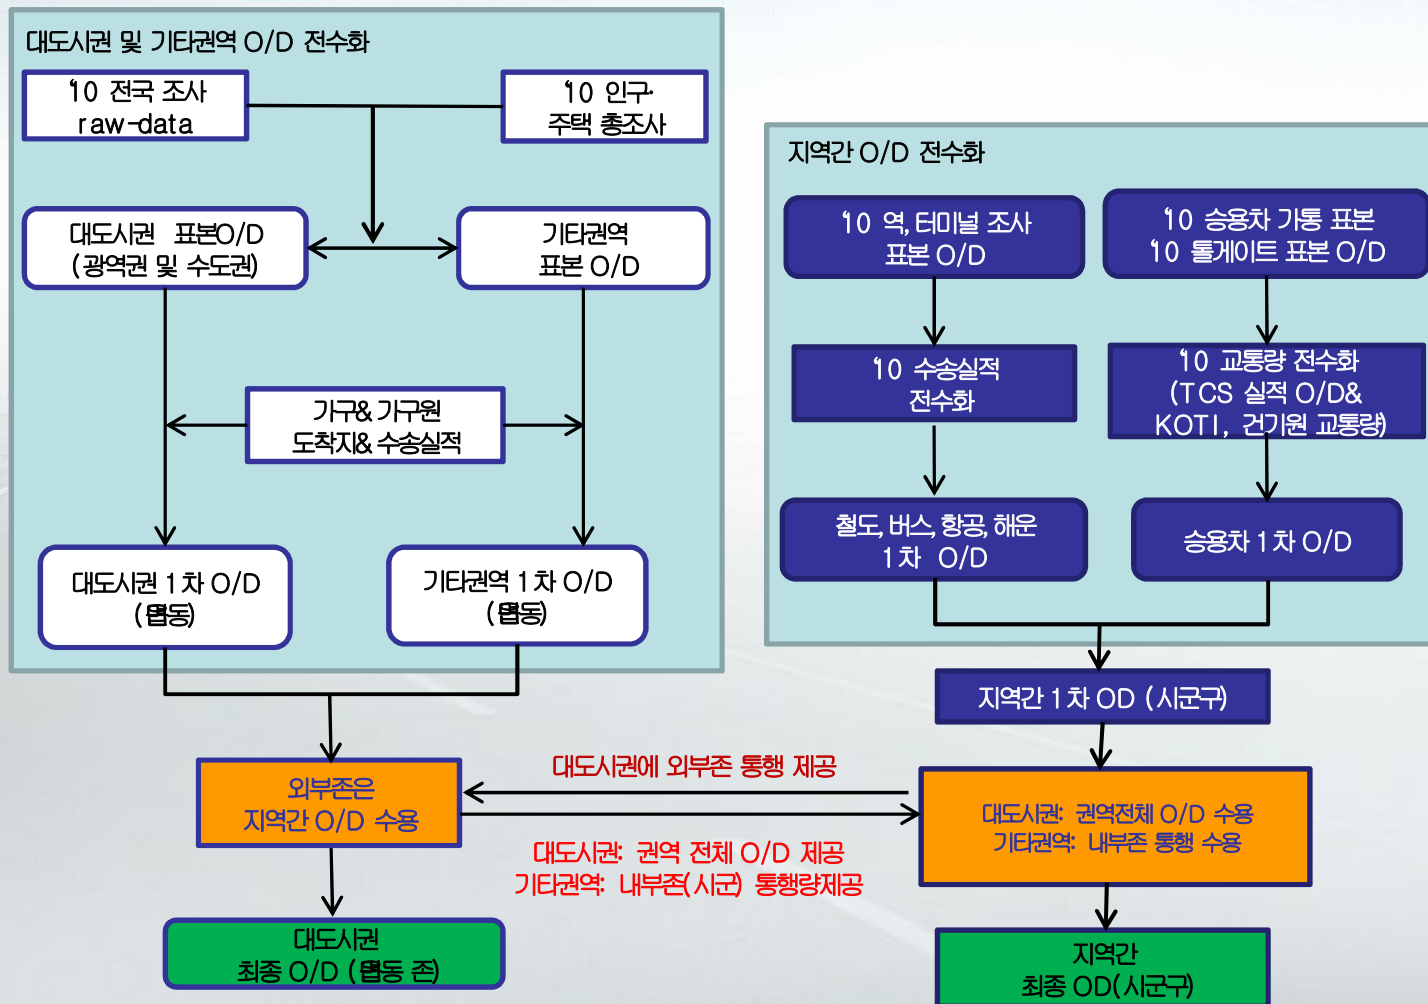 대도시권 및 기타권역 O/D 전수화
'10 전국 조사
raw-data
'10 인구·
주택 총조사
대도시권 표본O/D
(광역권 및 수도권)
기타권역
표본 O/D
가구& 가구원
도착지& 수송실적
대도시권 1차 O/D
(읍면동)
기타권역 1차 O/D
(읍면동)
외부존은
지역간 O/D 수용
대도시권
최종 O/D (읍면동 존)
대도시권에 외부존 통행 제공
대도시권: 권역 전체 O/D 제공
기타권역: 내부존(시군) 통행량제공
지역간 O/D 전수화
'10 역, 터미널 조사
표본 O/D
'10 승용차 가통 표본
'10 톨게이트 표본 O/D
'10 수송실적
전수화
'10 교통량 전수화
(TCS 실적 O/D&
KOTI, 건기원 교통량)
철도, 버스, 항공, 해운
1차 O/D
승용차 1차 O/D
지역간 1차 OD (시군구)
대도시권: 권역전체 O/D 수용
기타권역: 내부존 통행 수용
지역간
최종 OD(시군구)